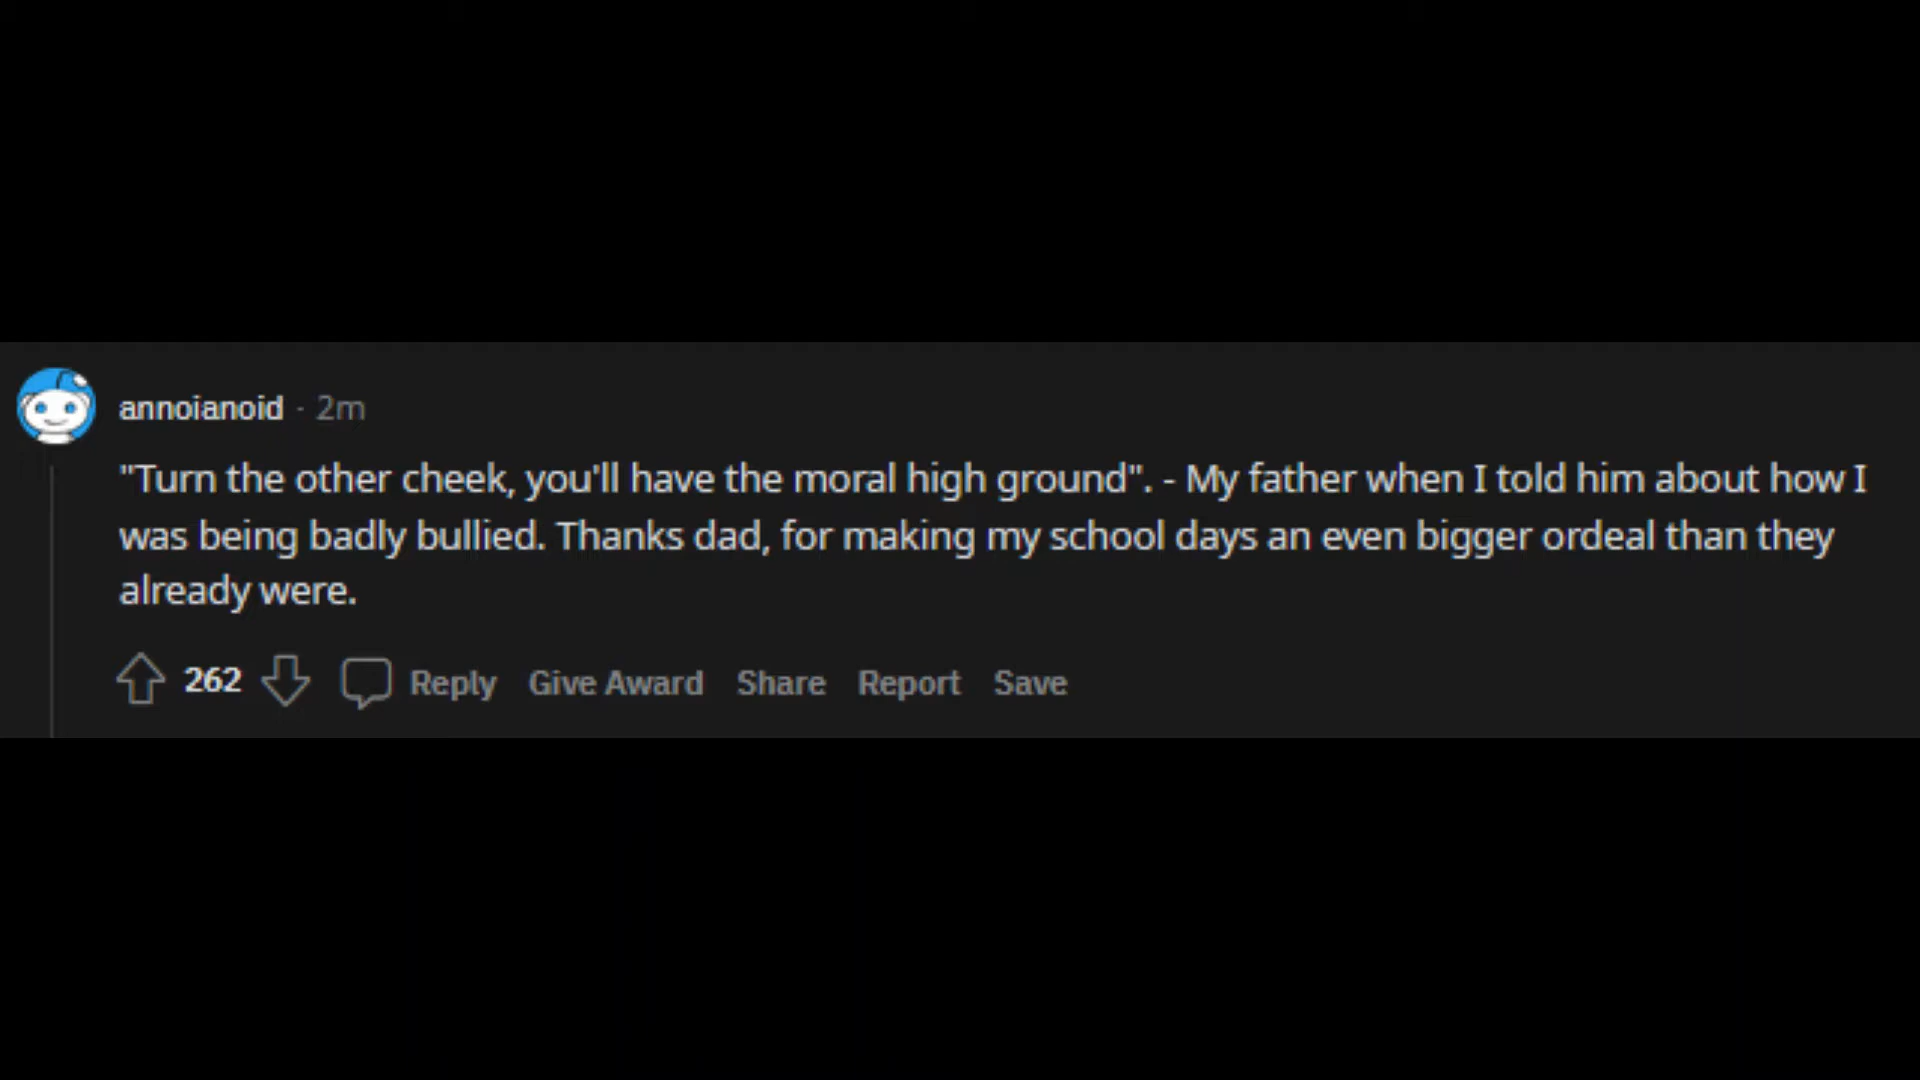 annoianoid · 2m
"Turn the other cheek, you'll have the moral high ground". - My father when I told him about how I
was being badly bullied. Thanks dad, for making my school days an even bigger ordeal than they
already were.
262 Reply Give Award Share Report Save